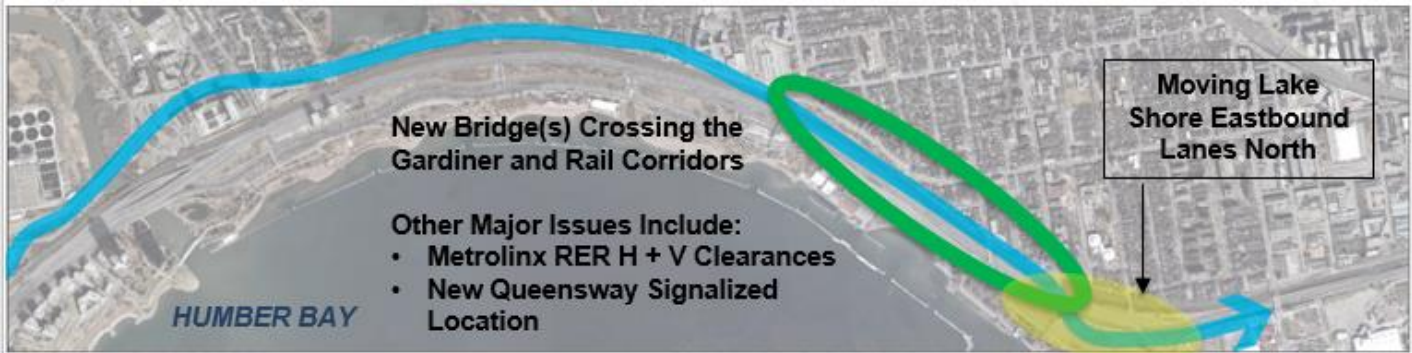 New Bridge(s) Crossing the
Gardiner and Rail Corridors
Other Major Issues Include:
• Metrolinx RER H + V Clearances
• New Queensway Signalized
Location
HUMBER BAY
Moving Lake
Shore Eastbound
Lanes North